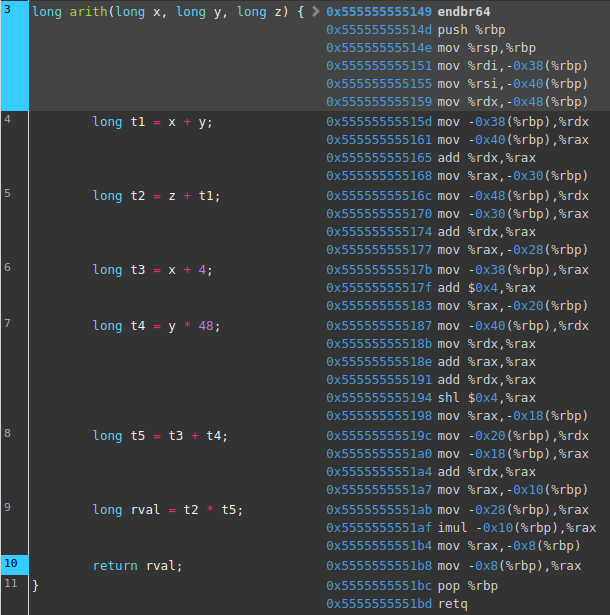 3 long arith(long x, long y, long z) { 0x555555555149 endbr64
0x55555555514d push %rbp
0x55555555514e mov %rsp,%rbp
0x555555555151 mov %rdi,-0x38(%rbp)
0x555555555155 mov %rsi,-0x40(%rbp)
0x555555555159 mov %rdx,-0x48(%rbp)
4 long t1 = x + y; 0x55555555515d mov -0x38(%rbp),%rdx
0x555555555161 mov -0x40(%rbp),%rax
0x555555555165 add %rdx,%rax
0x555555555168 mov %rax,-0x30(%rbp)
5 long t2 = z + t1; 0x55555555516c mov -0x48(%rbp),%rdx
0x555555555170 mov -0x30(%rbp),%rax
0x555555555174 add %rdx,%rax
0x555555555177 mov %rax,-0x28(%rbp)
6 long t3 = x + 4; 0x55555555517b mov -0x38(%rbp),%rax
0x55555555517f add $0x4,%rax
0x555555555183 mov %rax,-0x20(%rbp)
7 long t4 = y * 48; 0x555555555187 mov -0x40(%rbp),%rdx
0x55555555518b mov %rdx,%rax
0x55555555518e add %rax,%rax
0x555555555191 add %rdx,%rax
0x555555555194 shl $0x4,%rax
0x555555555198 mov %rax,-0x18(%rbp)
8 long t5 = t3 + t4; 0x55555555519c mov -0x20(%rbp),%rdx
0x5555555551a0 mov -0x18(%rbp),%rax
0x5555555551a4 add %rdx,%rax
0x5555555551a7 mov %rax,-0x10(%rbp)
9 long rval = t2 * t5; 0x5555555551ab mov -0x28(%rbp),%rax
0x5555555551af imul -0x10(%rbp),%rax
0x5555555551b4 mov %rax,-0x8(%rbp)
10 return rval; 0x5555555551b8 mov -0x8(%rbp),%rax
11 } 0x5555555551bc pop %rbp
0x5555555551bd retq